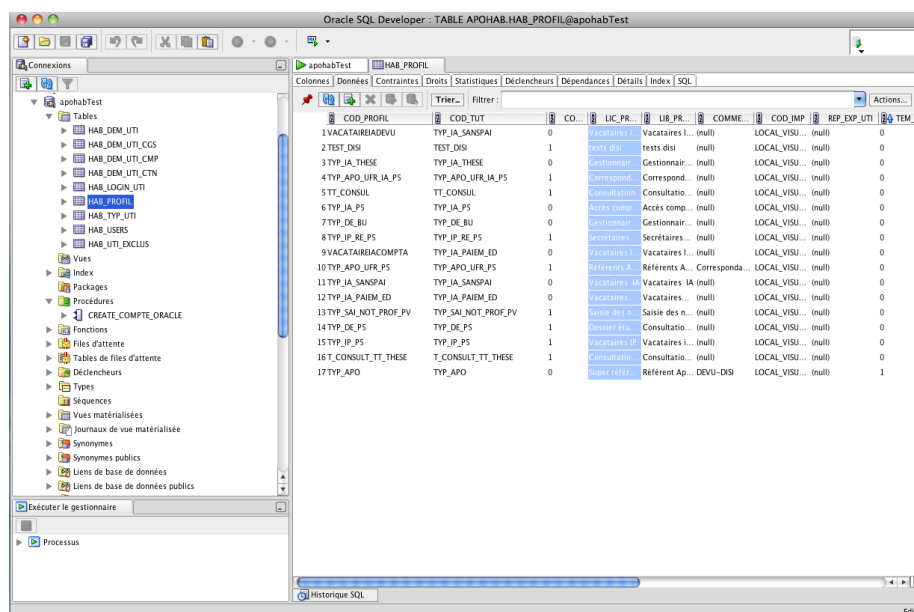 Oracle SQL Developer : TABLE APOHAB.HAB_PROFIL@apohabTest
Connexions
apohabTest
Tables
HAB_DEM_UTI
HAB_DEM_UTI_CGS
HAB_DEM_UTI_CMP
HAB_DEM_UTI_CTN
HAB_LOGIN_UTI
HAB_PROFIL
HAB_TYP_UTI
HAB_USERS
HAB_UTI_EXCLUS
Vues
Index
Packages
Procédures
CREATE_COMPTE_ORACLE
Fonctions
Files d'attente
Tables de files d'attente
Déclencheurs
Types
Séquences
Vues matérialisées
Journaux de vue matérialisée
Synonymes
Synonymes publics
Liens de base de données
Liens de base de données publics
Exécuter le gestionnaire
Processus
apohabTest HAB_PROFIL
Colonnes Données Contraintes Droits Statistiques Déclencheurs Dépendances Détails Index SQL
Trier... Filtrer : Actions...
COD_PROFIL COD_TUT CO... LIC_PR... LIB_PR... COMME... COD_IMP REP_EXP_UTI TEM_
1 VACATAIREIADEVU TYP_IA_SANSPAI 0 Vacataires I... Vacataires I... (null) LOCAL_VISU... (null) 0
2 TEST_DISI TEST_DISI 1 tests disi tests disi (null) LOCAL_VISU... (null) 0
3 TYP_IA_THESE TYP_IA_THESE 0 Gestionnair... Gestionnair... (null) LOCAL_VISU... (null) 0
4 TYP_APO_UFR_IA_P5 TYP_APO_UFR_IA_P5 1 Correspond... Correspond... (null) LOCAL_VISU... (null) 0
5 TT_CONSUL TT_CONSUL 1 Consultation Consultatio... (null) LOCAL_VISU... (null) 0
6 TYP_IA_P5 TYP_IA_P5 0 Accès comp... Accès comp... (null) LOCAL_VISU... (null) 0
7 TYP_DE_BU TYP_DE_BU 0 Gestionnair... Gestionnair... (null) LOCAL_VISU... (null) 0
8 TYP_IP_RE_P5 TYP_IP_RE_P5 1 Secrétaires... Secrétaires... (null) LOCAL_VISU... (null) 0
9 VACATAIREIACOMPTA TYP_IA_PAIEM_ED 0 Vacataires I... Vacataires I... (null) LOCAL_VISU... (null) 0
10 TYP_APO_UFR_P5 TYP_APO_UFR_P5 1 Référents A... Référents A... Corresponda... LOCAL_VISU... (null) 0
11 TYP_IA_SANSPAI TYP_IA_SANSPAI 0 Vacataires IA Vacataires IA (null) LOCAL_VISU... (null) 0
12 TYP_IA_PAIEM_ED TYP_IA_PAIEM_ED 0 Vacataires... Vacataires... (null) LOCAL_VISU... (null) 0
13 TYP_SAI_NOT_PROF_PV TYP_SAI_NOT_PROF_PV 1 Saisie des n... Saisie des n... (null) LOCAL_VISU... (null) 0
14 TYP_DE_P5 TYP_DE_P5 1 Dossier étu... Consultatio... (null) LOCAL_VISU... (null) 0
15 TYP_IP_P5 TYP_IP_P5 1 Vacataires IP Vacataires i... (null) LOCAL_VISU... (null) 0
16 T_CONSULT_TT_THESE T_CONSULT_TT_THESE 1 Consultatio... Consultatio... (null) LOCAL_VISU... (null) 0
17 TYP_APO TYP_APO 0 Super référ... Référent Ap... DEVU-DISI LOCAL_VISU... (null) 1
Historique SQL
Edi